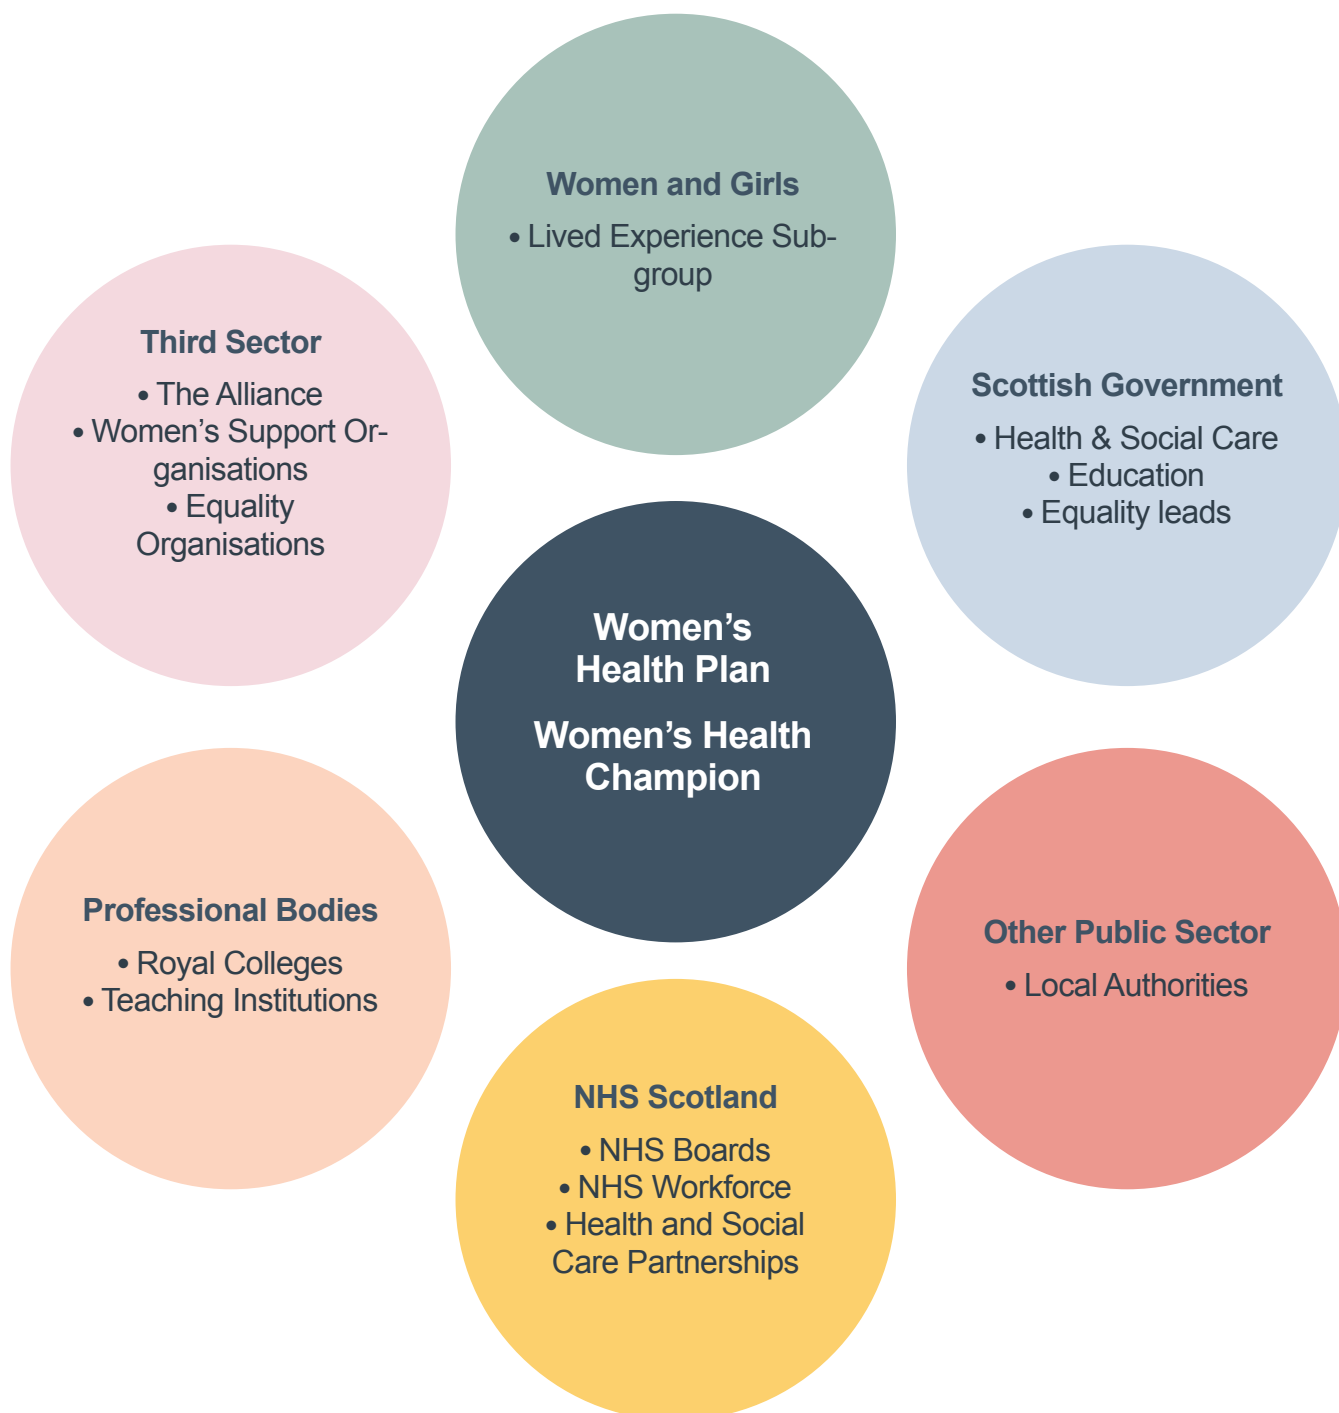 Women and Girls
• Lived Experience Sub-
group
Third Sector
• The Alliance
• Women’s Support Or-
ganisations
• Equality
Organisations
Scottish Government
• Health & Social Care
• Education
• Equality leads
Women’s
Health Plan
Women’s Health
Champion
Professional Bodies
• Royal Colleges
• Teaching Institutions
Other Public Sector
• Local Authorities
NHS Scotland
• NHS Boards
• NHS Workforce
• Health and Social
Care Partnerships